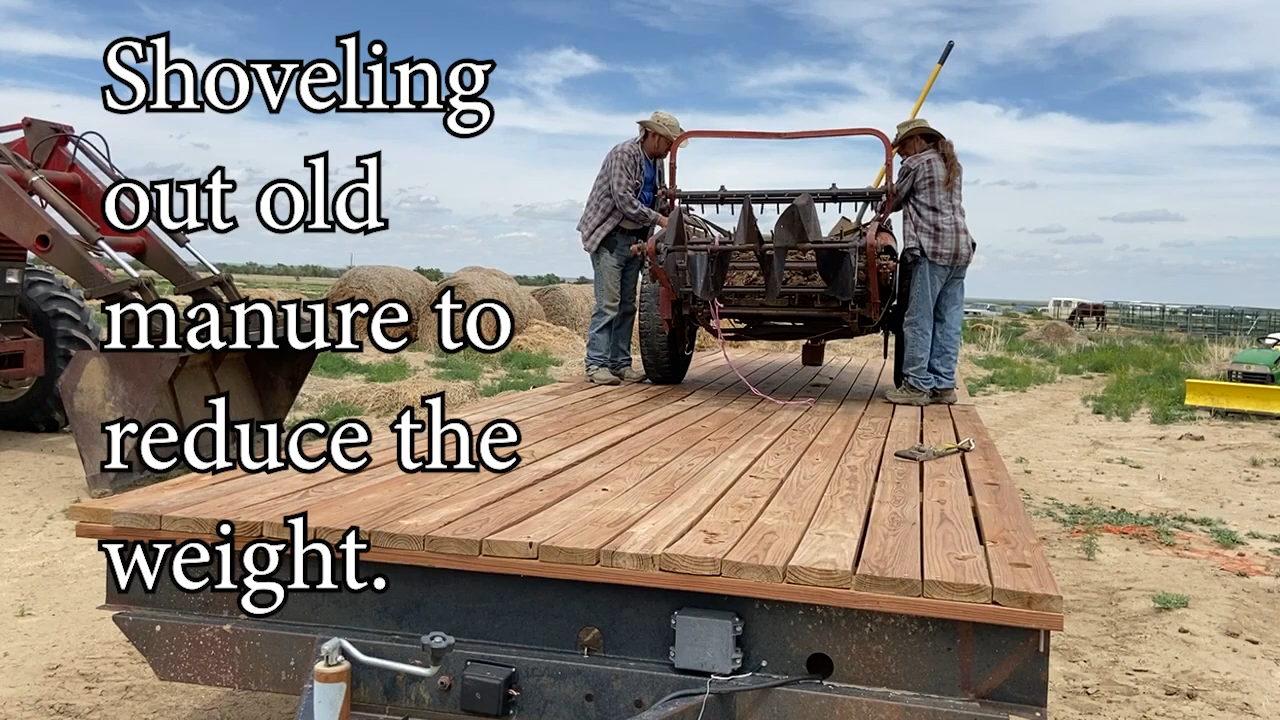 Shoveling
out old
manure to
reduce the
weight.